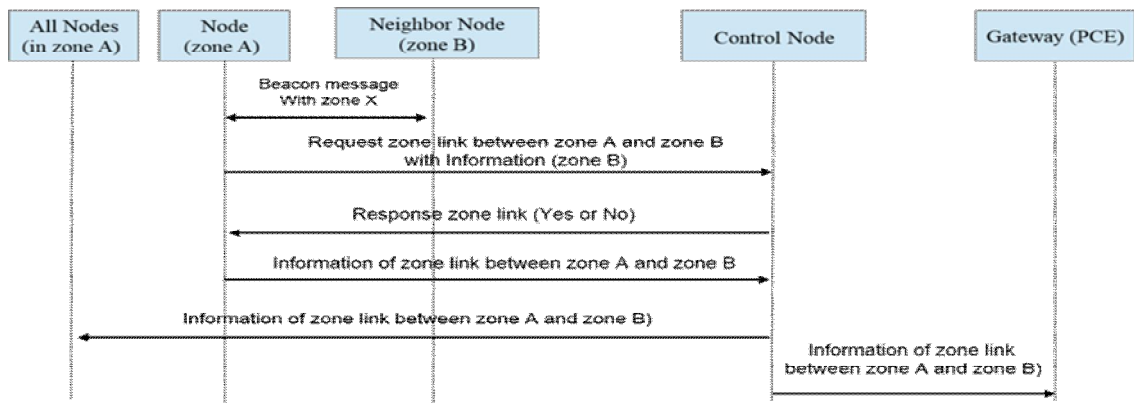 All Nodes
(in zone A)
Node
(zone A)
Neighbor Node
(zone B)
Control Node
Gateway (PCE)
Beacon message
With zone X
Request zone link between zone A and zone B
with Information (zone B)
Response zone link (Yes or No)
Information of zone link between zone A and zone B
Information of zone link between zone A and zone B)
Information of zone link
between zone A and zone B)